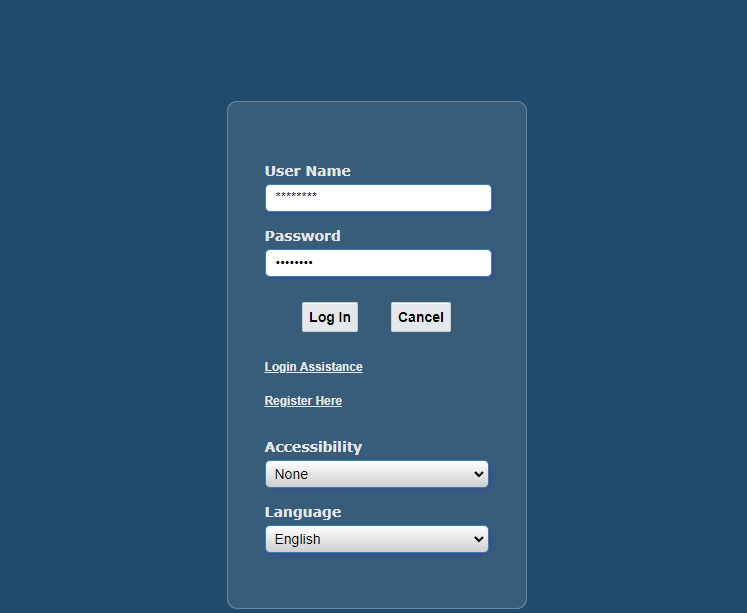 User Name
********
Password
••••••••
Log In Cancel
Login Assistance
Register Here
Accessibility
None
Language
English